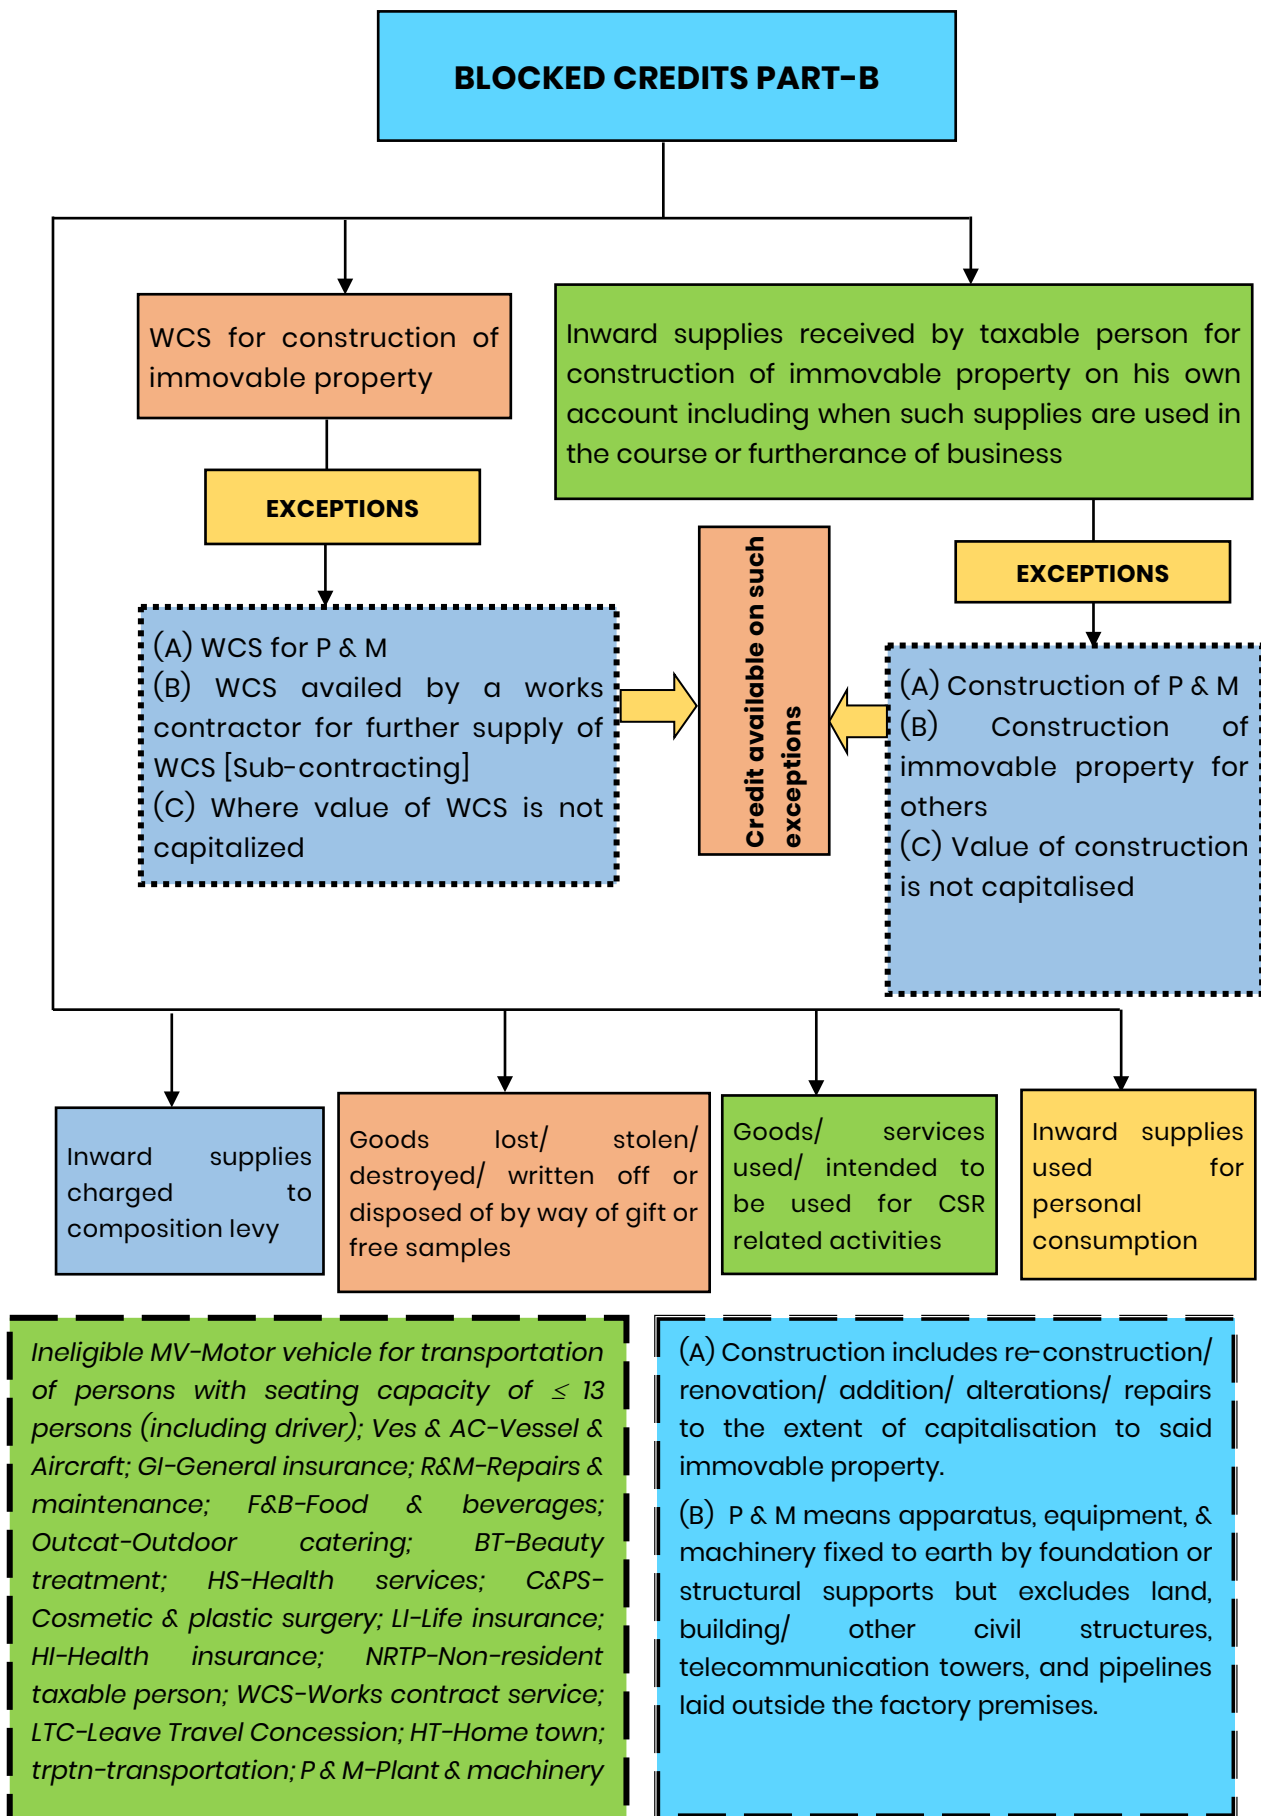 BLOCKED CREDITS PART-B
WCS for construction of
immovable property
Inward supplies received by taxable person for
construction of immovable property on his own
account including when such supplies are used in
the course or furtherance of business
EXCEPTIONS
EXCEPTIONS
(A) WCS for P & M
(B) WCS availed by a works
contractor for further supply of
WCS [Sub-contracting]
(C) Where value of WCS is not
capitalized
Credit available on such
exceptions
(A) Construction of P & M
(B) Construction of
immovable property for
others
(C) Value of construction
is not capitalised
Inward supplies
charged to
composition levy
Goods lost/ stolen/
destroyed/ written off or
disposed of by way of gift or
free samples
Goods/ services
used/ intended to
be used for CSR
related activities
Inward supplies
used for
personal
consumption
Ineligible MV-Motor vehicle for transportation
of persons with seating capacity of ≤ 13
persons (including driver); Ves & AC-Vessel &
Aircraft; GI-General insurance; R&M-Repairs &
maintenance; F&B-Food & beverages;
Outcat-Outdoor catering; BT-Beauty
treatment; HS-Health services; C&PS-
Cosmetic & plastic surgery; LI-Life insurance;
HI-Health insurance; NRTP-Non-resident
taxable person; WCS-Works contract service;
LTC-Leave Travel Concession; HT-Home town;
trptn-transportation; P & M-Plant & machinery
(A) Construction includes re-construction/
renovation/ addition/ alterations/ repairs
to the extent of capitalisation to said
immovable property.
(B) P & M means apparatus, equipment, &
machinery fixed to earth by foundation or
structural supports but excludes land,
building/ other civil structures,
telecommunication towers, and pipelines
laid outside the factory premises.